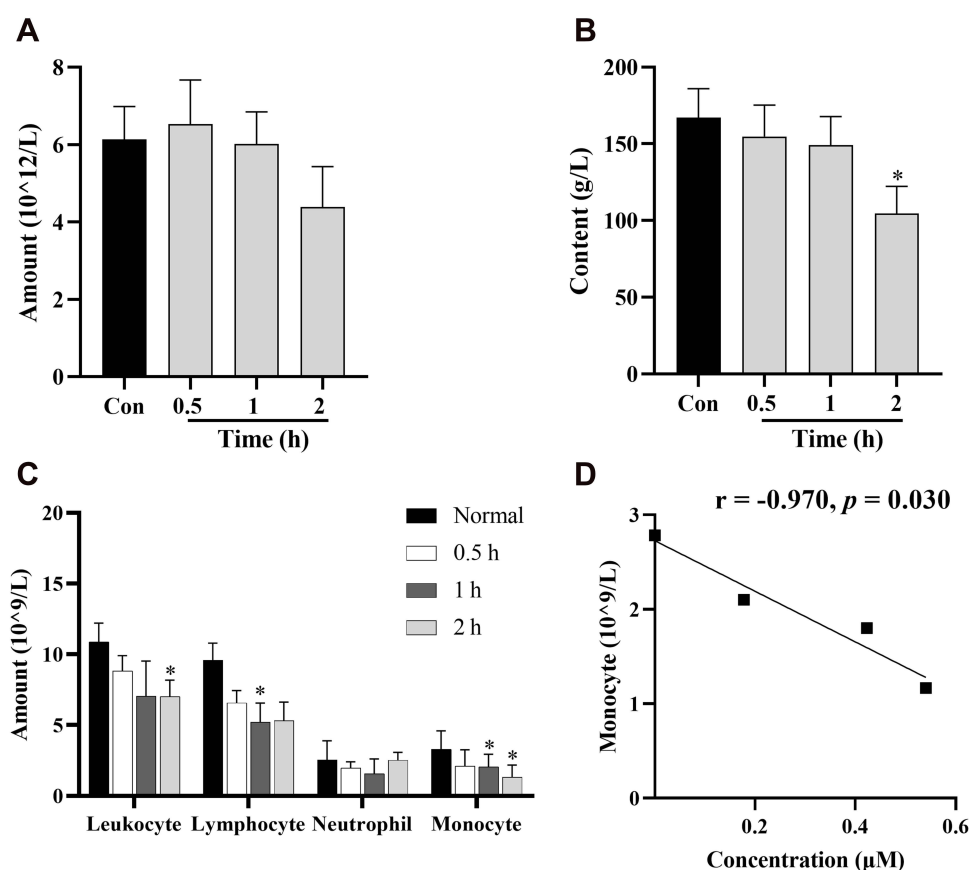 A
Amount (10^12/L)
8
6
4
2
0
Con
0.5
1
2
Time (h)
B
Content (g/L)
200
150
100
50
0
*
Con
0.5
1
2
Time (h)
C
Amount (10^9/L)
20
15
10
5
0
Normal
0.5 h
1 h
2 h
*
*
*
*
Leukocyte
Lymphocyte
Neutrophil
Monocyte
D
r = -0.970, p = 0.030
Monocyte (10^9/L)
3
2
1
0
0.2
0.4
0.6
Concentration (μM)